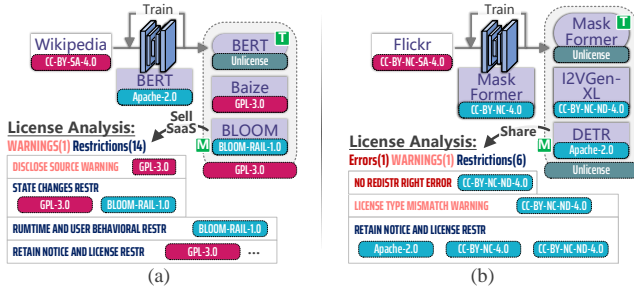 Train
T
Wikipedia
CC-BY-SA-4.0
BERT
Apache-2.0
BERT
Unlicense
Baize
GPL-3.0
BLOOM
BLOOM-RAIL-1.0
M
GPL-3.0
Sell
SaaS
License Analysis:
WARNINGS(1) Restrictions(14)
DISCLOSE SOURCE WARNING GPL-3.0
STATE CHANGES RESTR
GPL-3.0 BLOOM-RAIL-1.0
RUMTIME AND USER BEHAVIORAL RESTR BLOOM-RAIL-1.0
RETAIN NOTICE AND LICENSE RESTR GPL-3.0 ...
(a)
Train
T
Flickr
CC-BY-NC-SA-4.0
Mask
Former
CC-BY-NC-4.0
Mask
Former
Unlicense
I2VGen-
XL
CC-BY-NC-ND-4.0
DETR
Apache-2.0
M
Unlicense
Share
License Analysis:
Errors(1) WARNINGS(1) Restrictions(6)
NO REDISTR RIGHT ERROR CC-BY-NC-ND-4.0
LICENSE TYPE MISMATCH WARNING CC-BY-NC-ND-4.0
RETAIN NOTICE AND LICENSE RESTR
Apache-2.0 CC-BY-NC-4.0 CC-BY-NC-ND-4.0
(b)